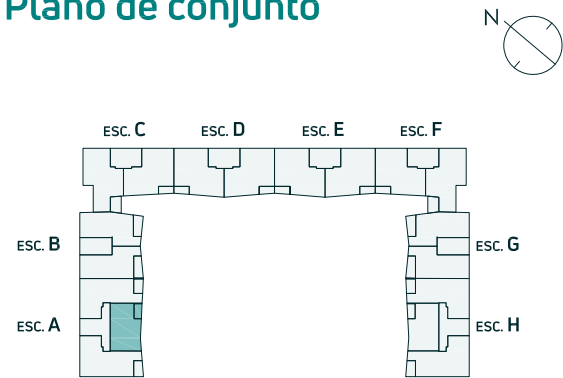 Plano de conjunto
N
ESC. C
ESC. D
ESC. E
ESC. F
ESC. B
ESC. G
ESC. A
ESC. H